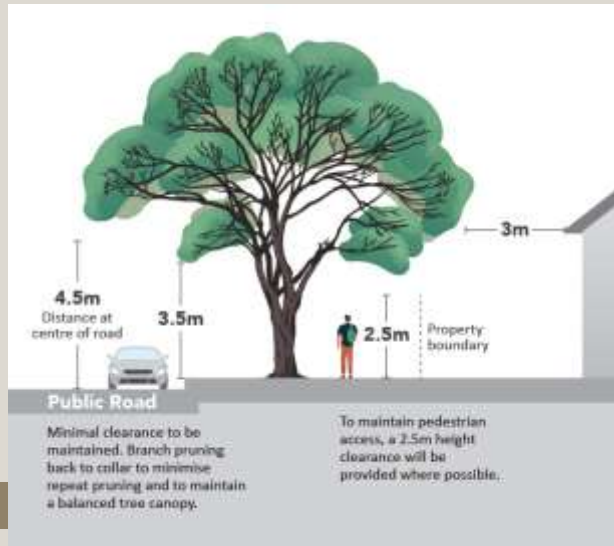 3m
4.5m
Distance at
centre of road
3.5m
2.5m
Property
boundary
Public Road
Minimal clearance to be
maintained. Branch pruning
back to collar to minimise
repeat pruning and to maintain
a balanced tree canopy.
To maintain pedestrian
access, a 2.5m height
clearance will be
provided where possible.